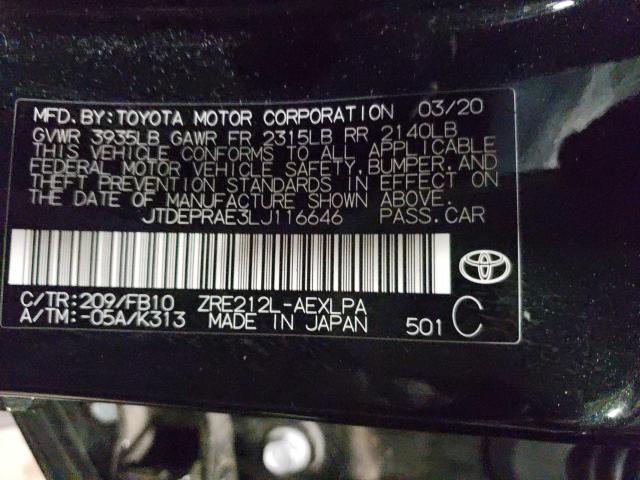 MFD.BY:TOYOTA MOTOR CORPORATION 03/20
GVWR 3935LB GAWR FR 2315LB RR 2140LB
THIS VEHICLE CONFORMS TO ALL APPLICABLE
FEDERAL MOTOR VEHICLE SAFETY,BUMPER,AND
THEFT PREVENTION STANDARDS IN EFFECT ON
THE DATE OF MANUFACTURE SHOWN ABOVE.
JTDEPRAE3LJ116646 PASS.CAR
C/TR:209/FB10 ZRE212L-AEXLPA
A/TM:-05A/K313 MADE IN JAPAN 501 C